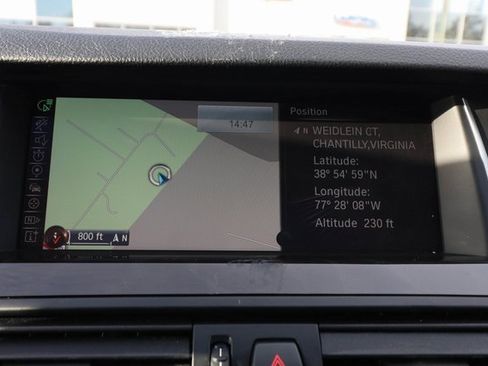 14:47
Position
N WEIDLEIN CT,
CHANTILLY,VIRGINIA
Latitude:
38° 54' 59"N
Longitude:
77° 28' 08"W
Altitude 230 ft
800 ft N